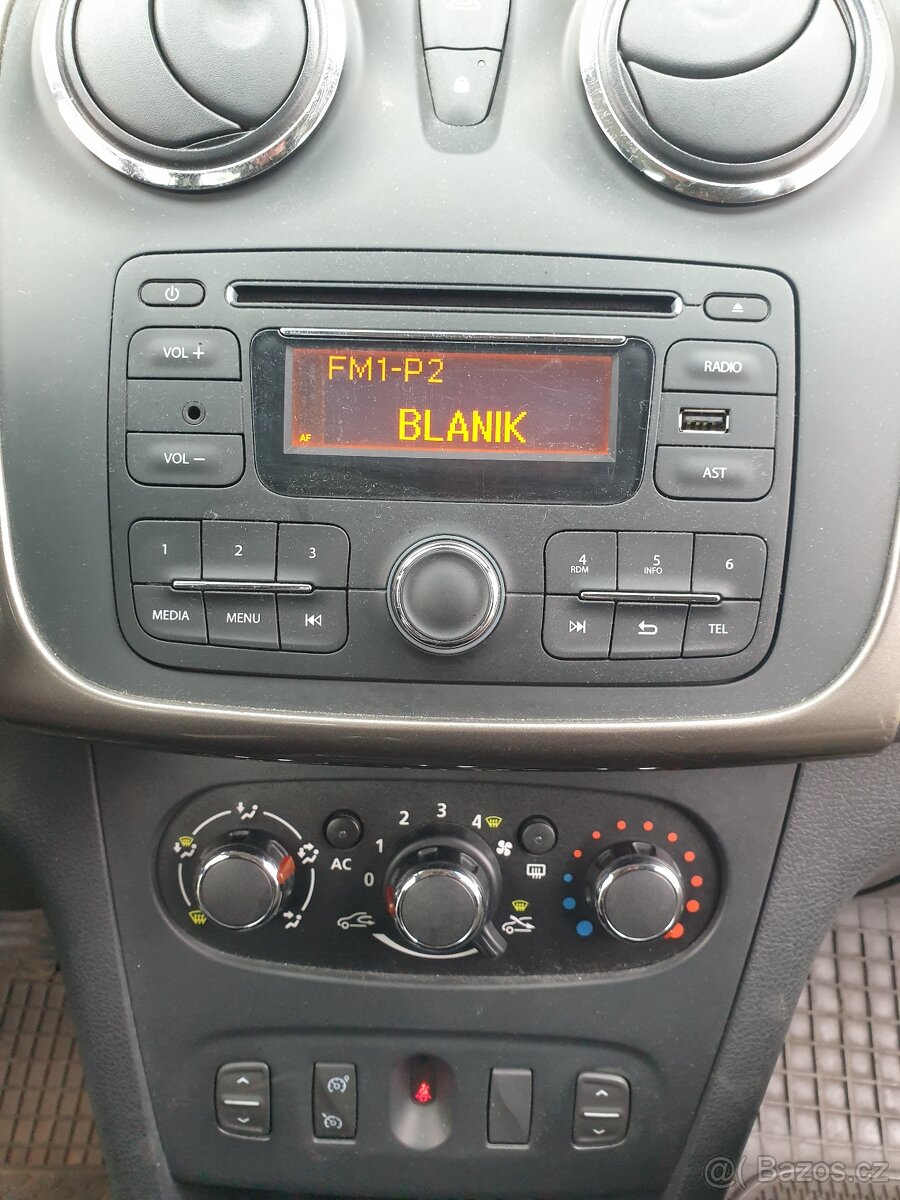 VOL +
FM1-P2
RADIO
BLANIK
AF
VOL −
AST
1
2
3
4
RDM
5
INFO
6
MEDIA
MENU
TEL
0
1
2
3
4
AC
@( Bazos.cz